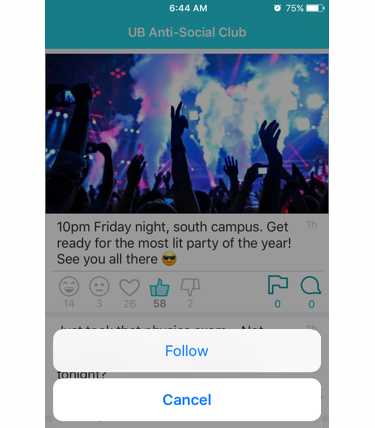 6:44 AM
75%
UB Anti-Social Club
10pm Friday night, south campus. Get
1h
ready for the most lit party of the year!
See you all there 😎
14
3
26
58
2
0
0
Just took that physics exam... Not
1h
tonight?
Follow
Cancel